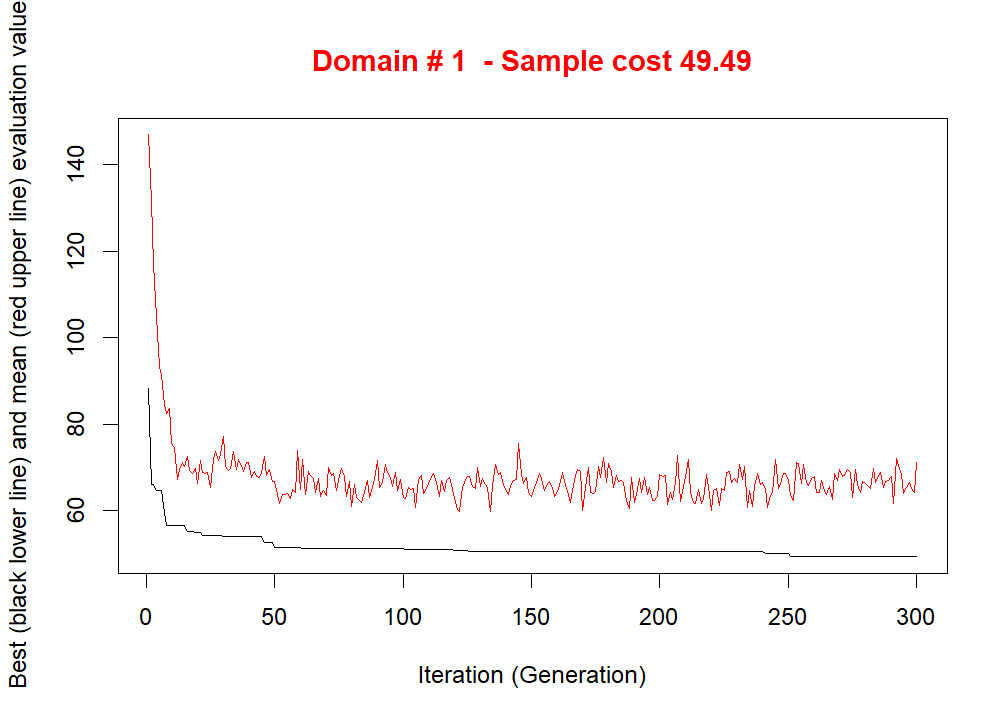 Domain # 1  - Sample cost 49.49
Best (black lower line) and mean (red upper line) evaluation value
140
120
100
80
60
0 50 100 150 200 250 300
Iteration (Generation)